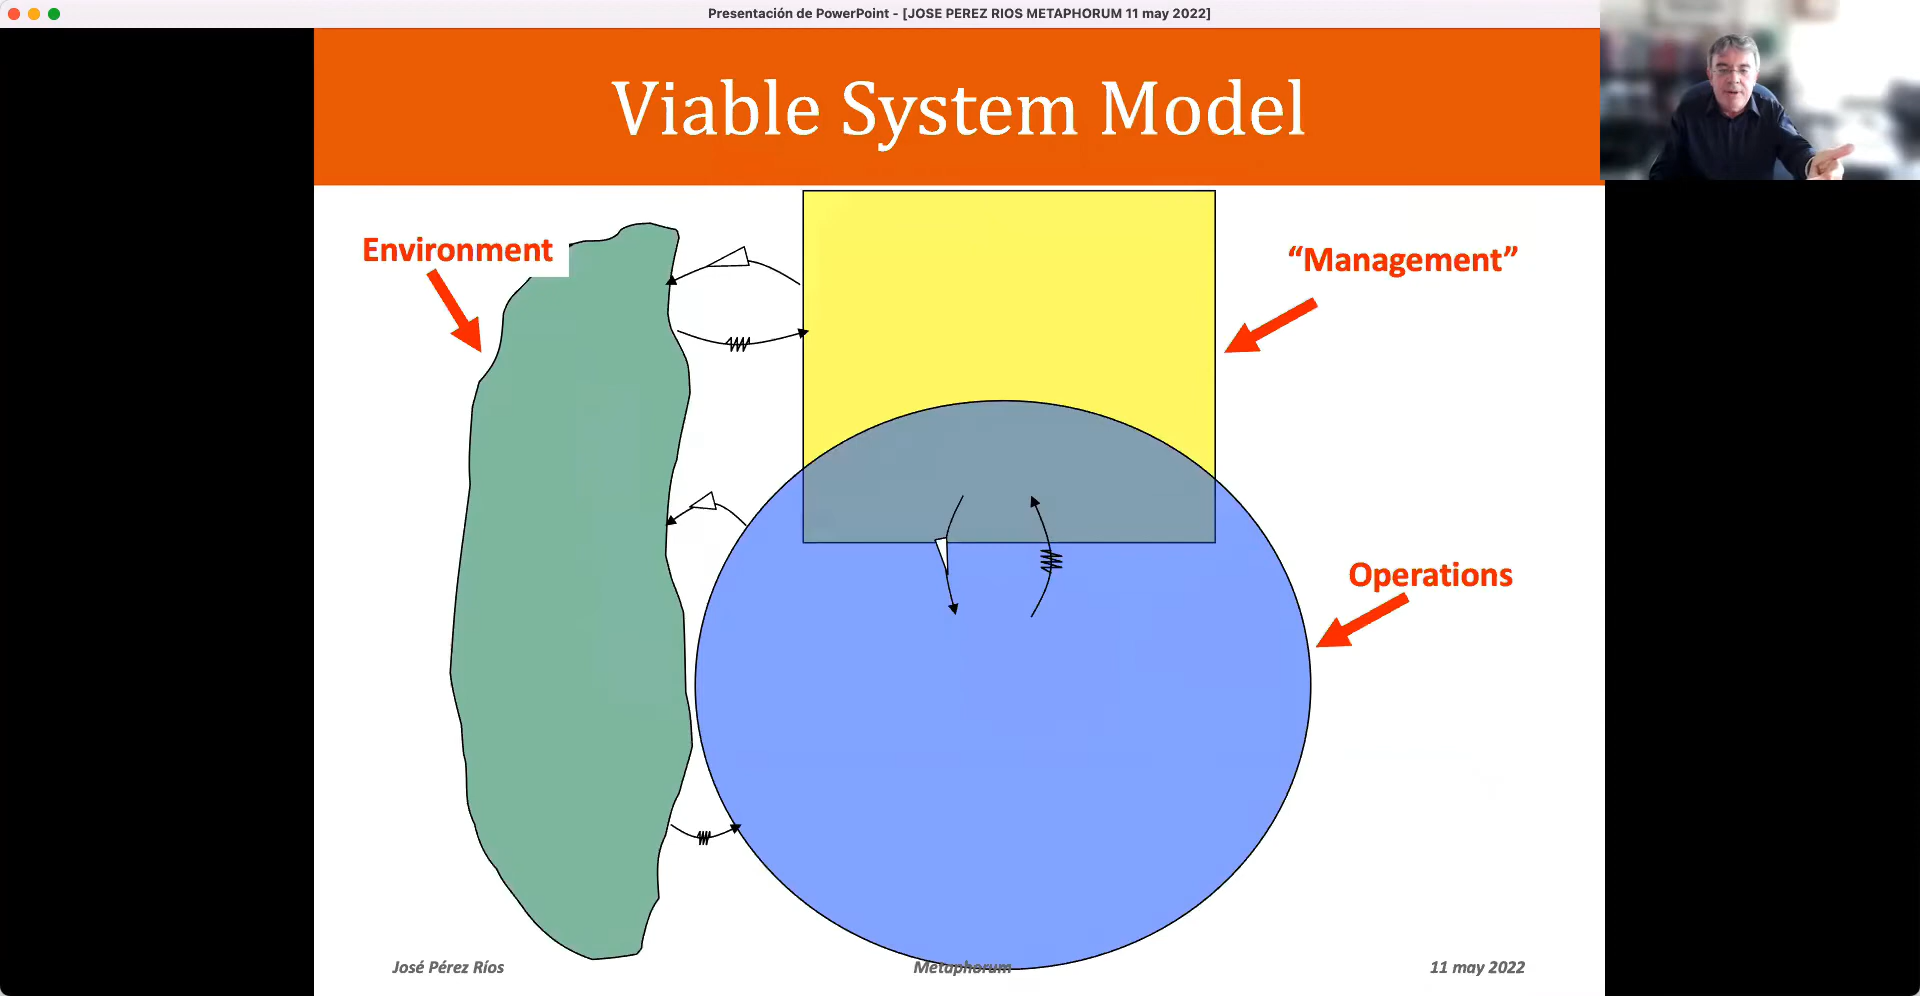 Presentación de PowerPoint - [JOSE PEREZ RIOS METAPHORUM 11 may 2022]
Viable System Model
Environment
“Management”
Operations
José Pérez Ríos
Metaphorum
11 may 2022